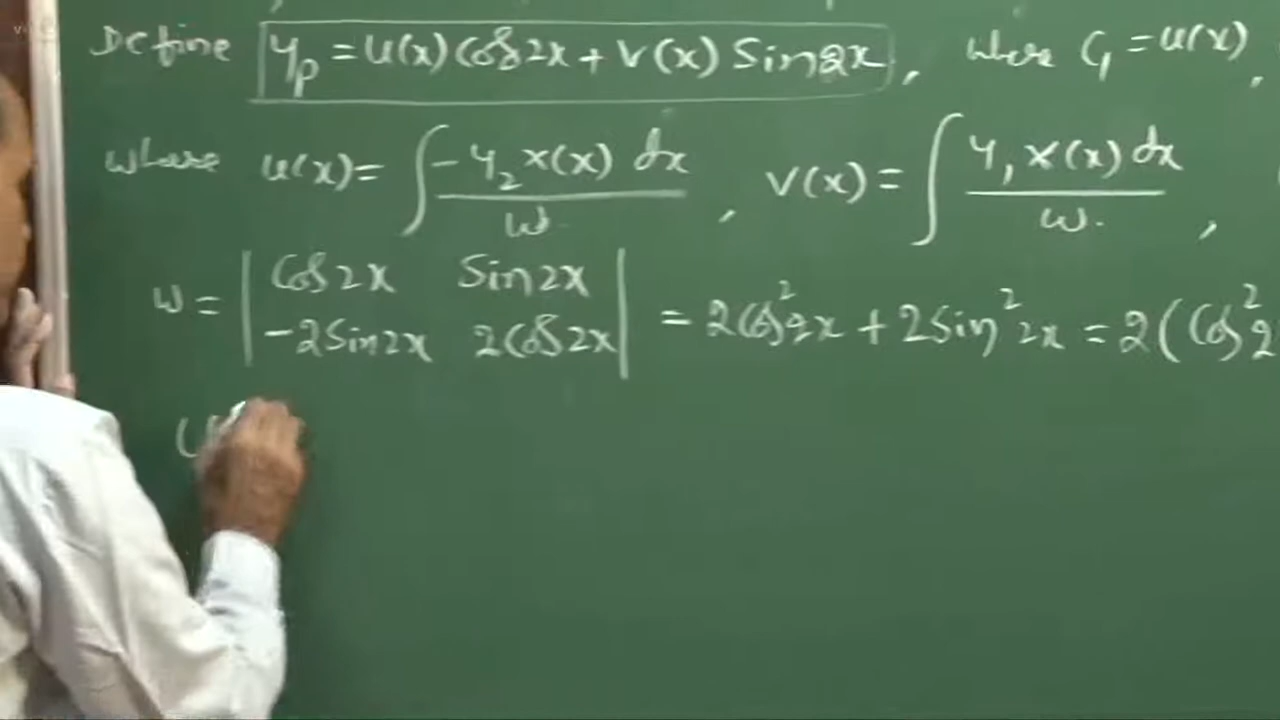 Define y_p = u(x) Cos2x + v(x) Sin2x, where C_1 = u(x),
where u(x) = ∫ -y_2 x(x) dx / w, v(x) = ∫ y_1 x(x) dx / w.,
w = | Cos2x Sin2x | = 2Cos²2x + 2Sin²2x = 2(Cos²2
| -2Sin2x 2Cos2x |